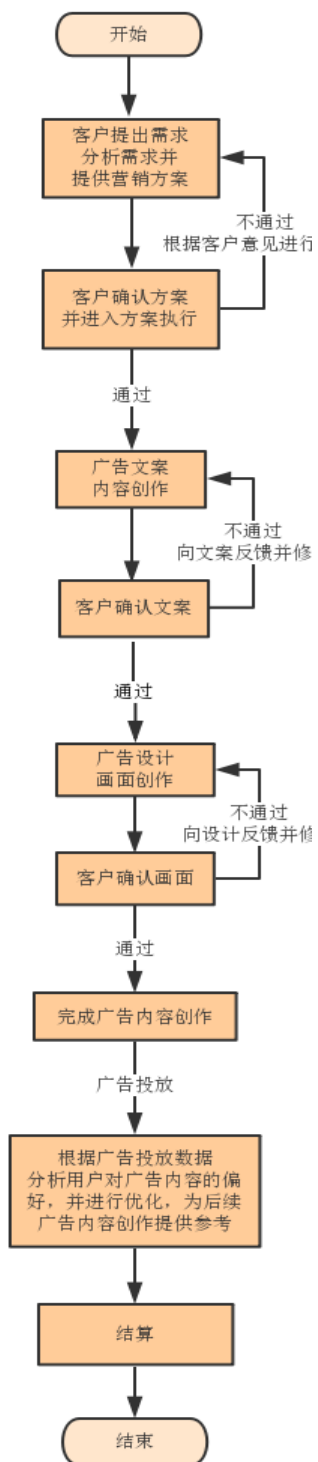 开始
客户提出需求
分析需求并
提供营销方案
不通过
根据客户意见进行
客户确认方案
并进入方案执行
通过
广告文案
内容创作
不通过
向文案反馈并修
客户确认文案
通过
广告设计
画面创作
不通过
向设计反馈并修
客户确认画面
通过
完成广告内容创作
广告投放
根据广告投放数据
分析用户对广告内容的偏
好，并进行优化，为后续
广告内容创作提供参考
结算
结束